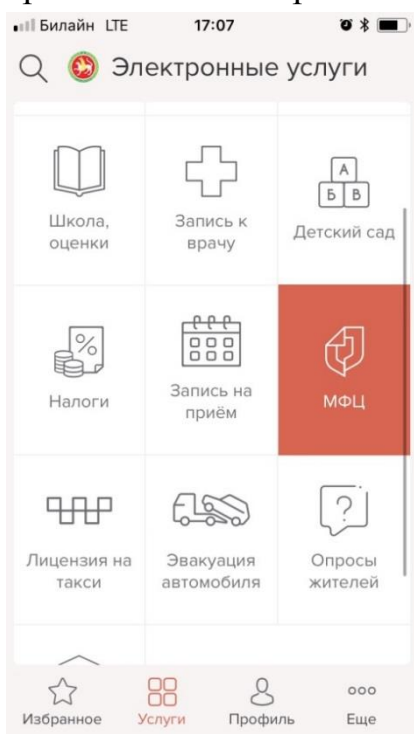 Билайн LTE 17:07
Электронные услуги
Школа, оценки
Запись к врачу
А
Б В
Детский сад
%
Налоги
Запись на приём
МФЦ
Лицензия на такси
Эвакуация автомобиля
?
Опросы жителей
Избранное Услуги Профиль Еще